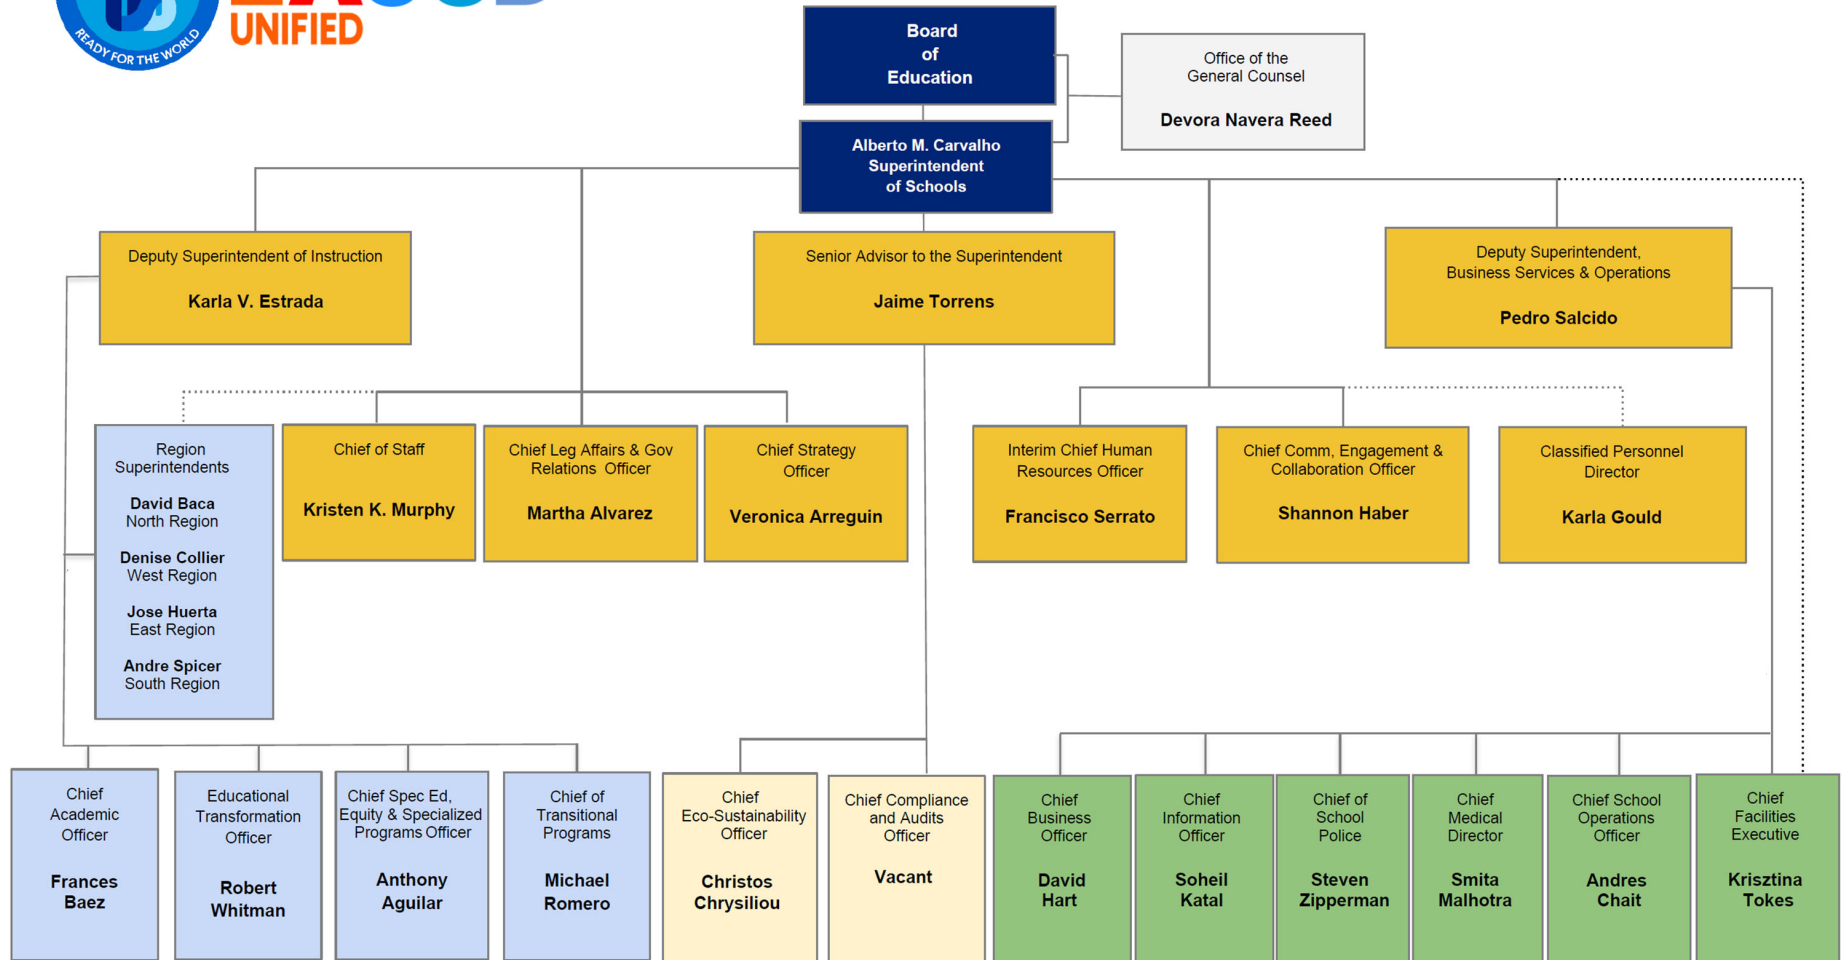 READY FOR THE WORLD
UNIFIED
Board
of
Education
Office of the
General Counsel
Devora Navera Reed
Alberto M. Carvalho
Superintendent
of Schools
Deputy Superintendent of Instruction
Karla V. Estrada
Senior Advisor to the Superintendent
Jaime Torrens
Deputy Superintendent,
Business Services & Operations
Pedro Salcido
Region
Superintendents
David Baca
North Region
Denise Collier
West Region
Jose Huerta
East Region
Andre Spicer
South Region
Chief of Staff
Kristen K. Murphy
Chief Leg Affairs & Gov
Relations Officer
Martha Alvarez
Chief Strategy
Officer
Veronica Arreguin
Interim Chief Human
Resources Officer
Francisco Serrato
Chief Comm, Engagement &
Collaboration Officer
Shannon Haber
Classified Personnel
Director
Karla Gould
Chief
Academic
Officer
Frances
Baez
Educational
Transformation
Officer
Robert
Whitman
Chief Spec Ed,
Equity & Specialized
Programs Officer
Anthony
Aguilar
Chief of
Transitional
Programs
Michael
Romero
Chief
Eco-Sustainability
Officer
Christos
Chrysiliou
Chief Compliance
and Audits
Officer
Vacant
Chief
Business
Officer
David
Hart
Chief
Information
Officer
Soheil
Katal
Chief of
School
Police
Steven
Zipperman
Chief
Medical
Director
Smita
Malhotra
Chief School
Operations
Officer
Andres
Chait
Chief
Facilities
Executive
Krisztina
Tokes